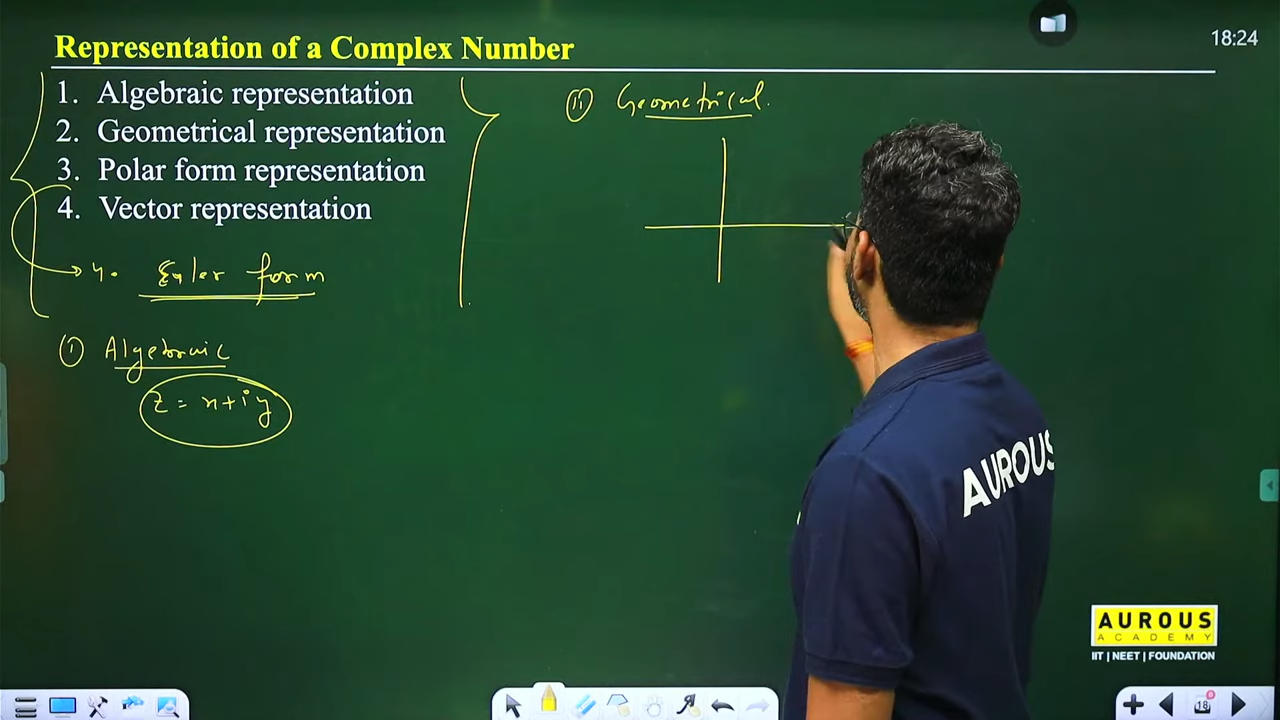 Representation of a Complex Number
18:24
1. Algebraic representation
2. Geometrical representation
3. Polar form representation
4. Vector representation
→ 4. Euler form
(i) Algebraic
z = x + iy
(ii) Geometrical.
AUROUS
AUROUS
ACADEMY
IIT | NEET | FOUNDATION
18